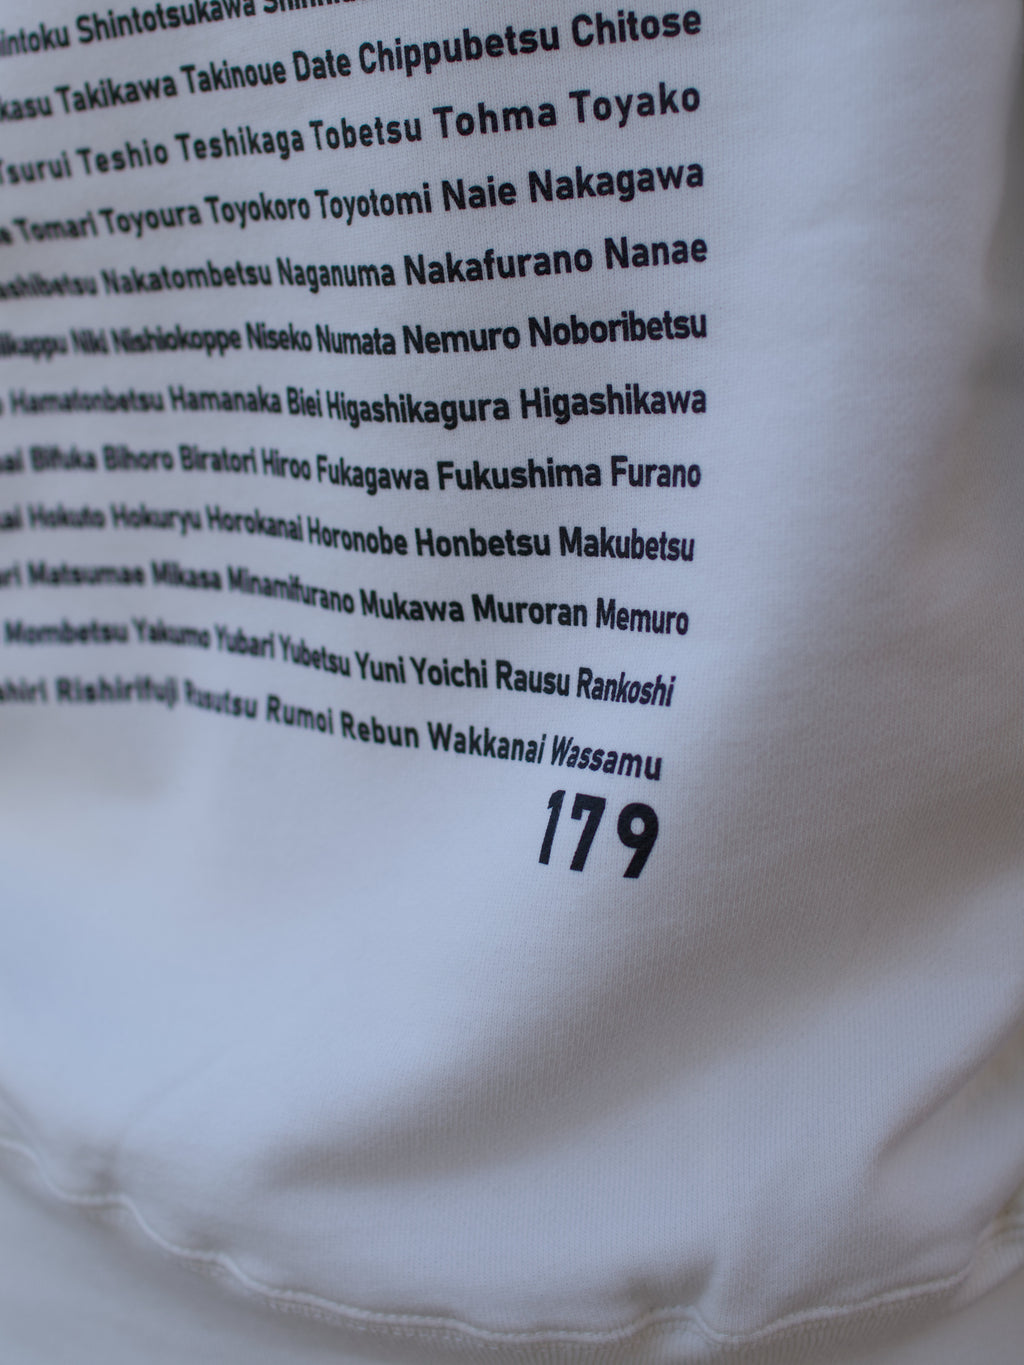 Shintotsukawa
Takikawa Takinoue Date Chippubetsu Chitose
Tsurui Teshio Teshikaga Tobetsu Tohma Toyako
Tomari Toyoura Toyokoro Toyotomi Naie Nakagawa
Nakatombetsu Naganuma Nakafurano Nanae
Niki Nishiokoppe Niseko Numata Nemuro Noboribetsu
Hamatonbetsu Hamanaka Biei Higashikagura Higashikawa
Bifuka Bihoro Biratori Hiroo Fukagawa Fukushima Furano
Hokuto Hokuryu Horokanai Horonobe Honbetsu Makubetsu
Matsumae Mikasa Minamifurano Mukawa Muroran Memuro
Mombetsu Yakumo Yubari Yubetsu Yuni Yoichi Rausu Rankoshi
Rishirifuji Rusutsu Rumoi Rebun Wakkanai Wassamu
179